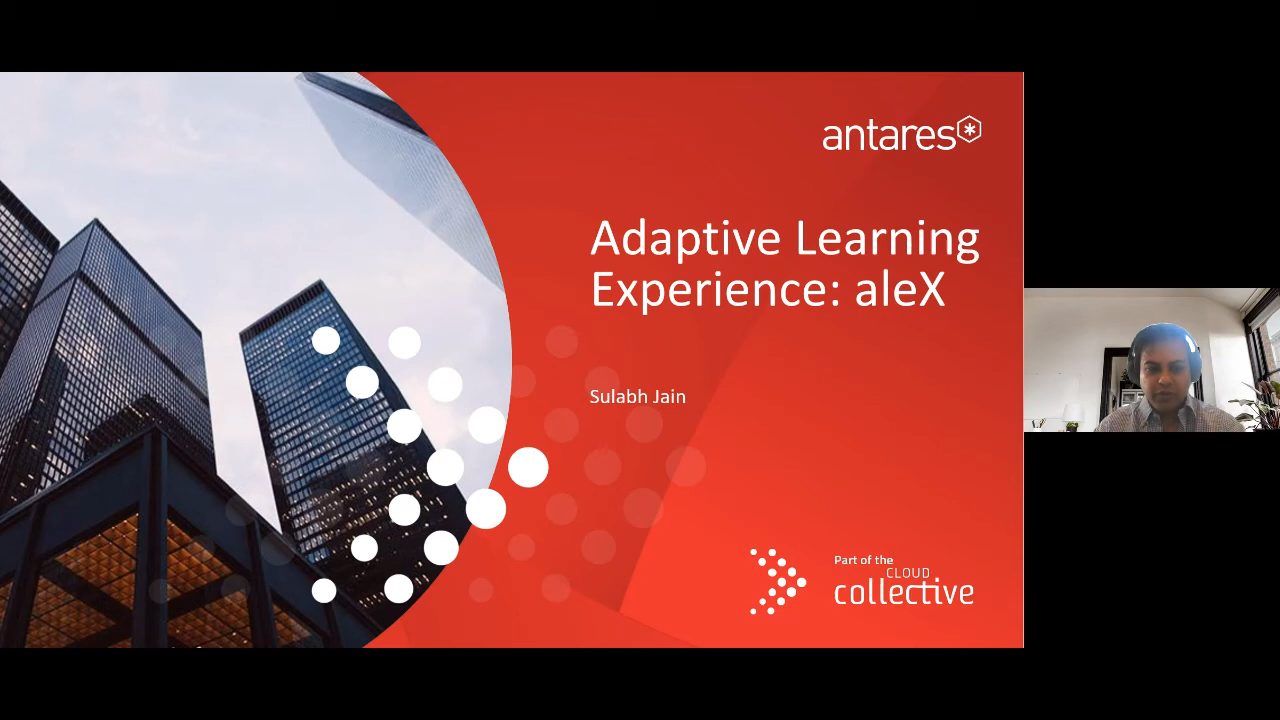 antares
Adaptive Learning
Experience: aleX
Sulabh Jain
Part of the
CLOUD
collective